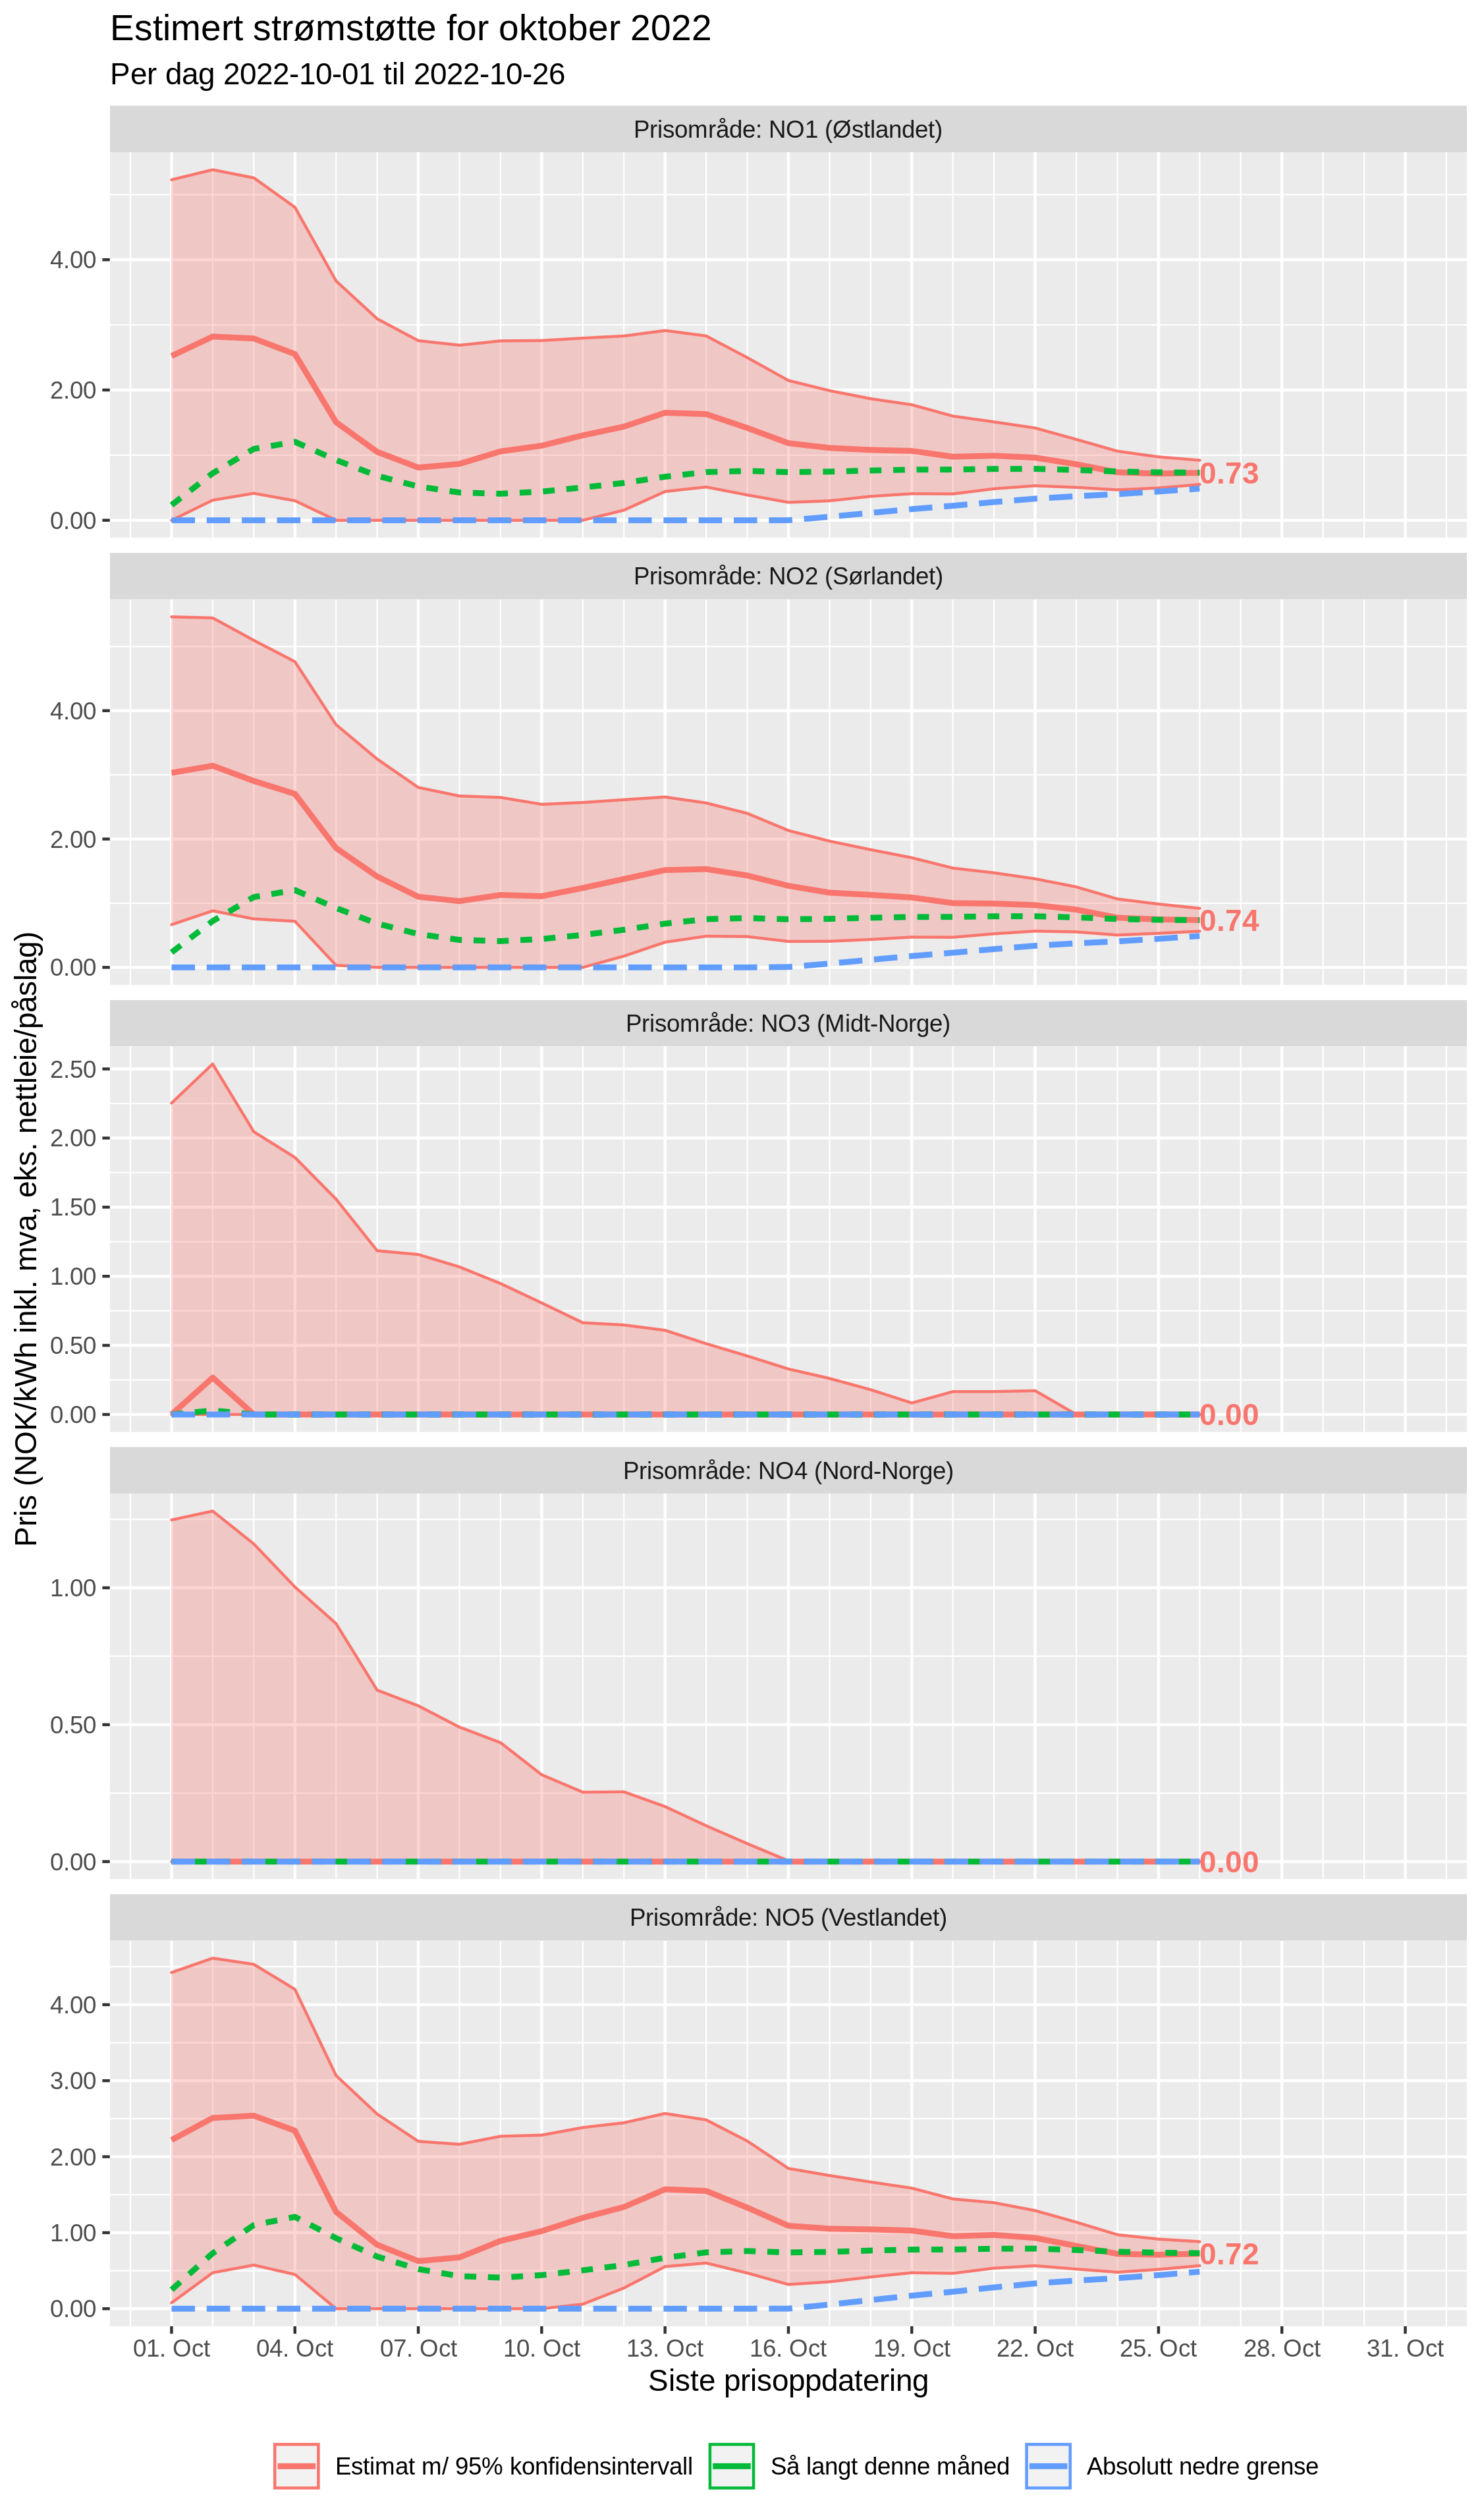 Estimert strømstøtte for oktober 2022
Per dag 2022-10-01 til 2022-10-26
Pris (NOK/kWh inkl. mva, eks. nettleie/påslag)
Prisområde: NO1 (Østlandet)
4.00
2.00
0.00
0.73
Prisområde: NO2 (Sørlandet)
4.00
2.00
0.00
0.74
Prisområde: NO3 (Midt-Norge)
2.50
2.00
1.50
1.00
0.50
0.00
0.00
Prisområde: NO4 (Nord-Norge)
1.00
0.50
0.00
0.00
Prisområde: NO5 (Vestlandet)
4.00
3.00
2.00
1.00
0.00
0.72
01. Oct 04. Oct 07. Oct 10. Oct 13. Oct 16. Oct 19. Oct 22. Oct 25. Oct 28. Oct 31. Oct
Siste prisoppdatering
Estimat m/ 95% konfidensintervall Så langt denne måned Absolutt nedre grense